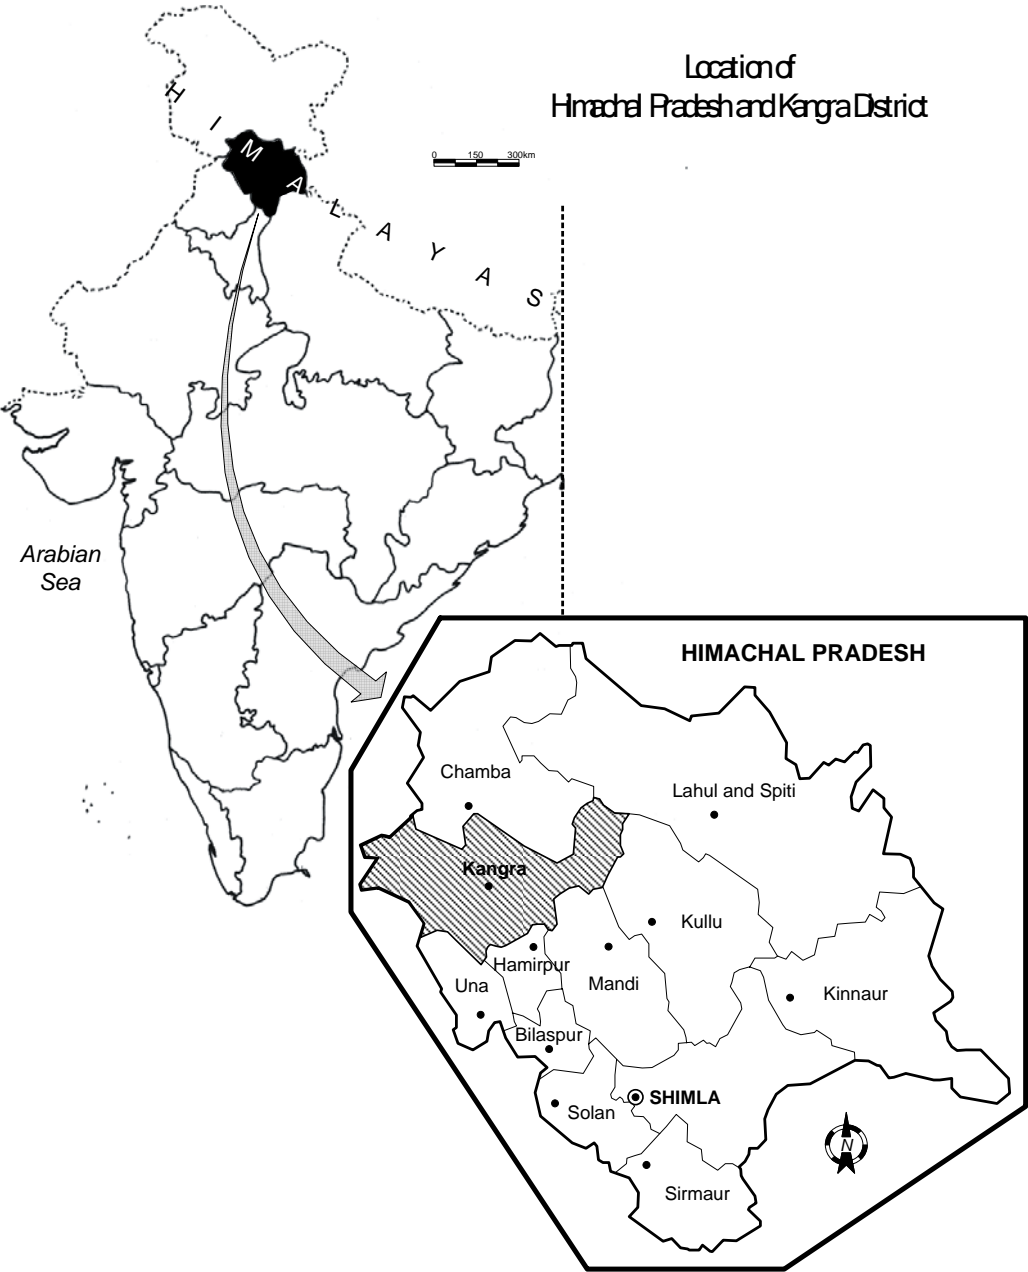 Location of
Himachal Pradesh and Kangra District
H I M A L A Y A S
0 150 300km
Arabian
Sea
HIMACHAL PRADESH
Chamba
Lahul and Spiti
Kangra
Kullu
Hamirpur
Mandi
Una
Kinnaur
Bilaspur
SHIMLA
Solan
N
Sirmaur